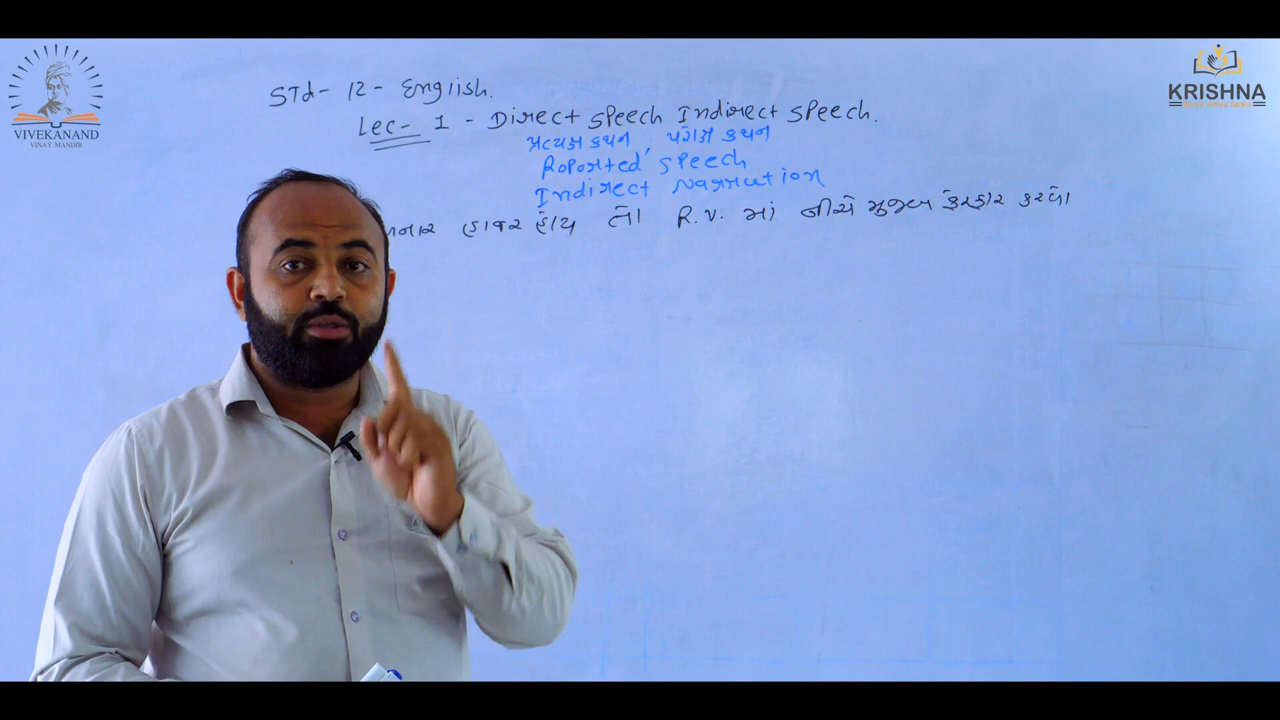 VIVEKANAND
VINAY MANDIR
KRISHNA
STd- 12 - English.
Lec- 1 - Direct speech Indirect speech.
પ્રત્યક્ષ કથન પરોક્ષ કથન
Reported speech
Indirect Narration
હાજર હોય તો R.V. માં નીચે મુજબ ફેરફાર કરવો